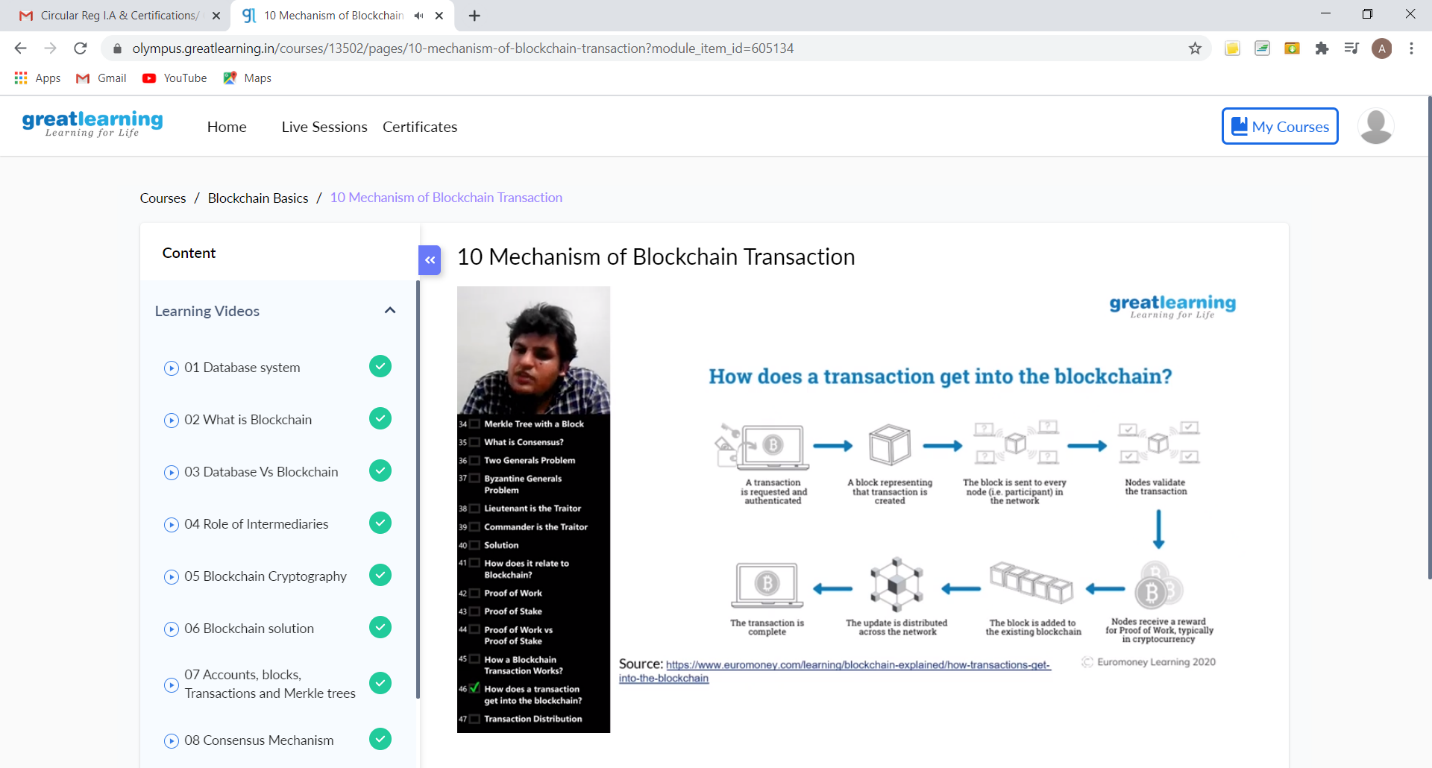 Circular Reg I.A & Certifications/
10 Mechanism of Blockchain
olympus.greatlearning.in/courses/13502/pages/10-mechanism-of-blockchain-transaction?module_item_id=605134
A
Apps
Gmail
YouTube
Maps
greatlearning
Learning for Life
Home
Live Sessions
Certificates
My Courses
Courses / Blockchain Basics / 10 Mechanism of Blockchain Transaction
Content
«
Learning Videos
01 Database system
02 What is Blockchain
03 Database Vs Blockchain
04 Role of Intermediaries
05 Blockchain Cryptography
06 Blockchain solution
07 Accounts, blocks,
Transactions and Merkle trees
08 Consensus Mechanism
10 Mechanism of Blockchain Transaction
34 Merkle Tree with a Block
35 What is Consensus?
36 Two Generals Problem
37 Byzantine Generals
Problem
38 Lieutenant is the Traitor
39 Commander is the Traitor
40 Solution
41 How does it relate to
Blockchain?
42 Proof of Work
43 Proof of Stake
44 Proof of Work vs
Proof of Stake
45 How a Blockchain
Transaction Works?
46 How does a transaction
get into the blockchain?
47 Transaction Distribution
greatlearning
Learning for Life
How does a transaction get into the blockchain?
A transaction
is requested and
authenticated
A block representing
that transaction is
created
The block is sent to every
node (i.e. participant) in
the network
Nodes validate
the transaction
The transaction is
complete
The update is distributed
across the network
The block is added to
the existing blockchain
Nodes receive a reward
for Proof of Work, typically
in cryptocurrency
Source: https://www.euromoney.com/learning/blockchain-explained/how-transactions-get-
into-the-blockchain
Euromoney Learning 2020